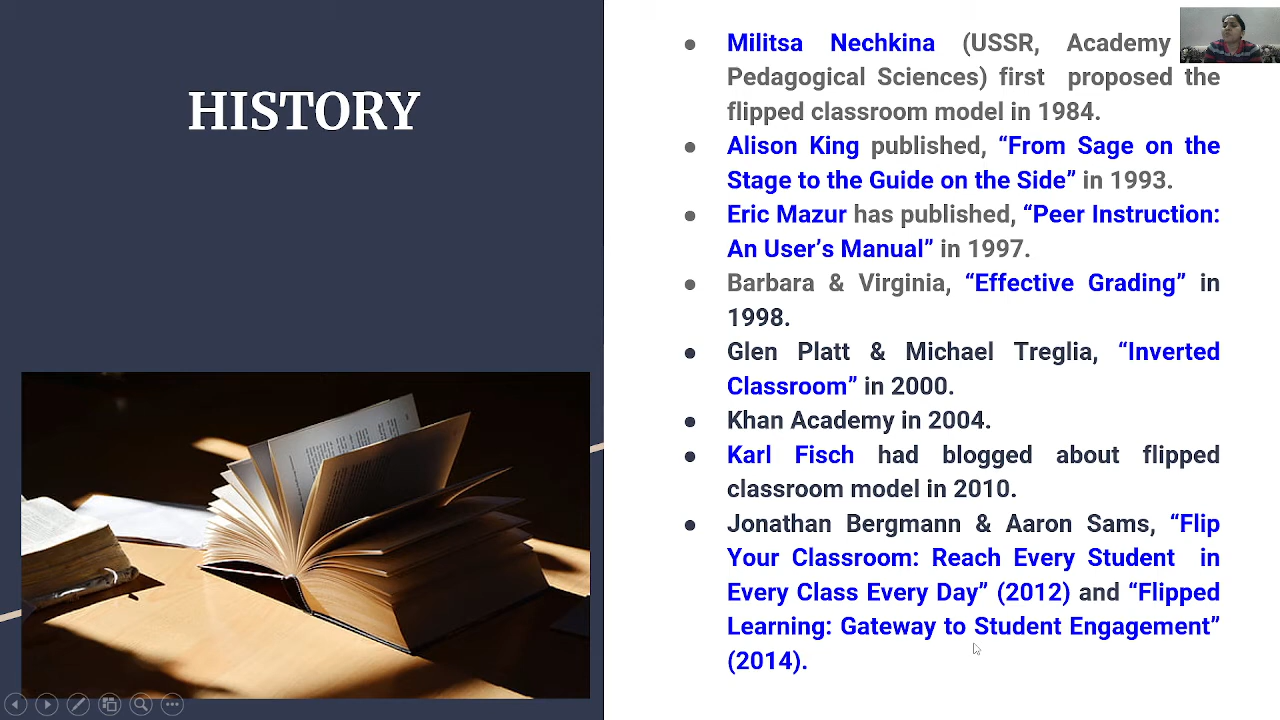 HISTORY
● Militsa Nechkina (USSR, Academy
Pedagogical Sciences) first proposed the
flipped classroom model in 1984.
● Alison King published, “From Sage on the
Stage to the Guide on the Side” in 1993.
● Eric Mazur has published, “Peer Instruction:
An User’s Manual” in 1997.
● Barbara & Virginia, “Effective Grading” in
1998.
● Glen Platt & Michael Treglia, “Inverted
Classroom” in 2000.
● Khan Academy in 2004.
● Karl Fisch had blogged about flipped
classroom model in 2010.
● Jonathan Bergmann & Aaron Sams, “Flip
Your Classroom: Reach Every Student in
Every Class Every Day” (2012) and “Flipped
Learning: Gateway to Student Engagement”
(2014).